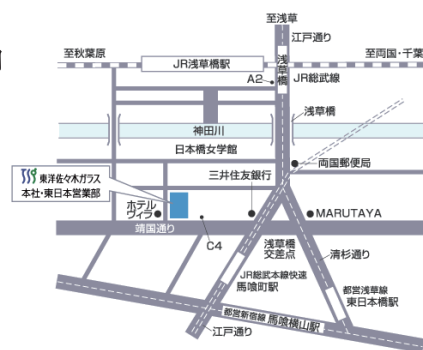 至浅草
江戸通り
至秋葉原
JR浅草橋駅
浅草橋
至両国・千葉
A2
JR総武線
浅草橋
神田川
日本橋女学館
両国郵便局
三井住友銀行
東洋佐々木ガラス
本社・東日本営業部
ホテル
ヴィラ
MARUTAYA
靖国通り
C4
浅草橋
交差点
清杉通り
JR総武本線快速
馬喰町駅
都営浅草線
東日本橋駅
都営新宿線 馬喰横山駅
江戸通り